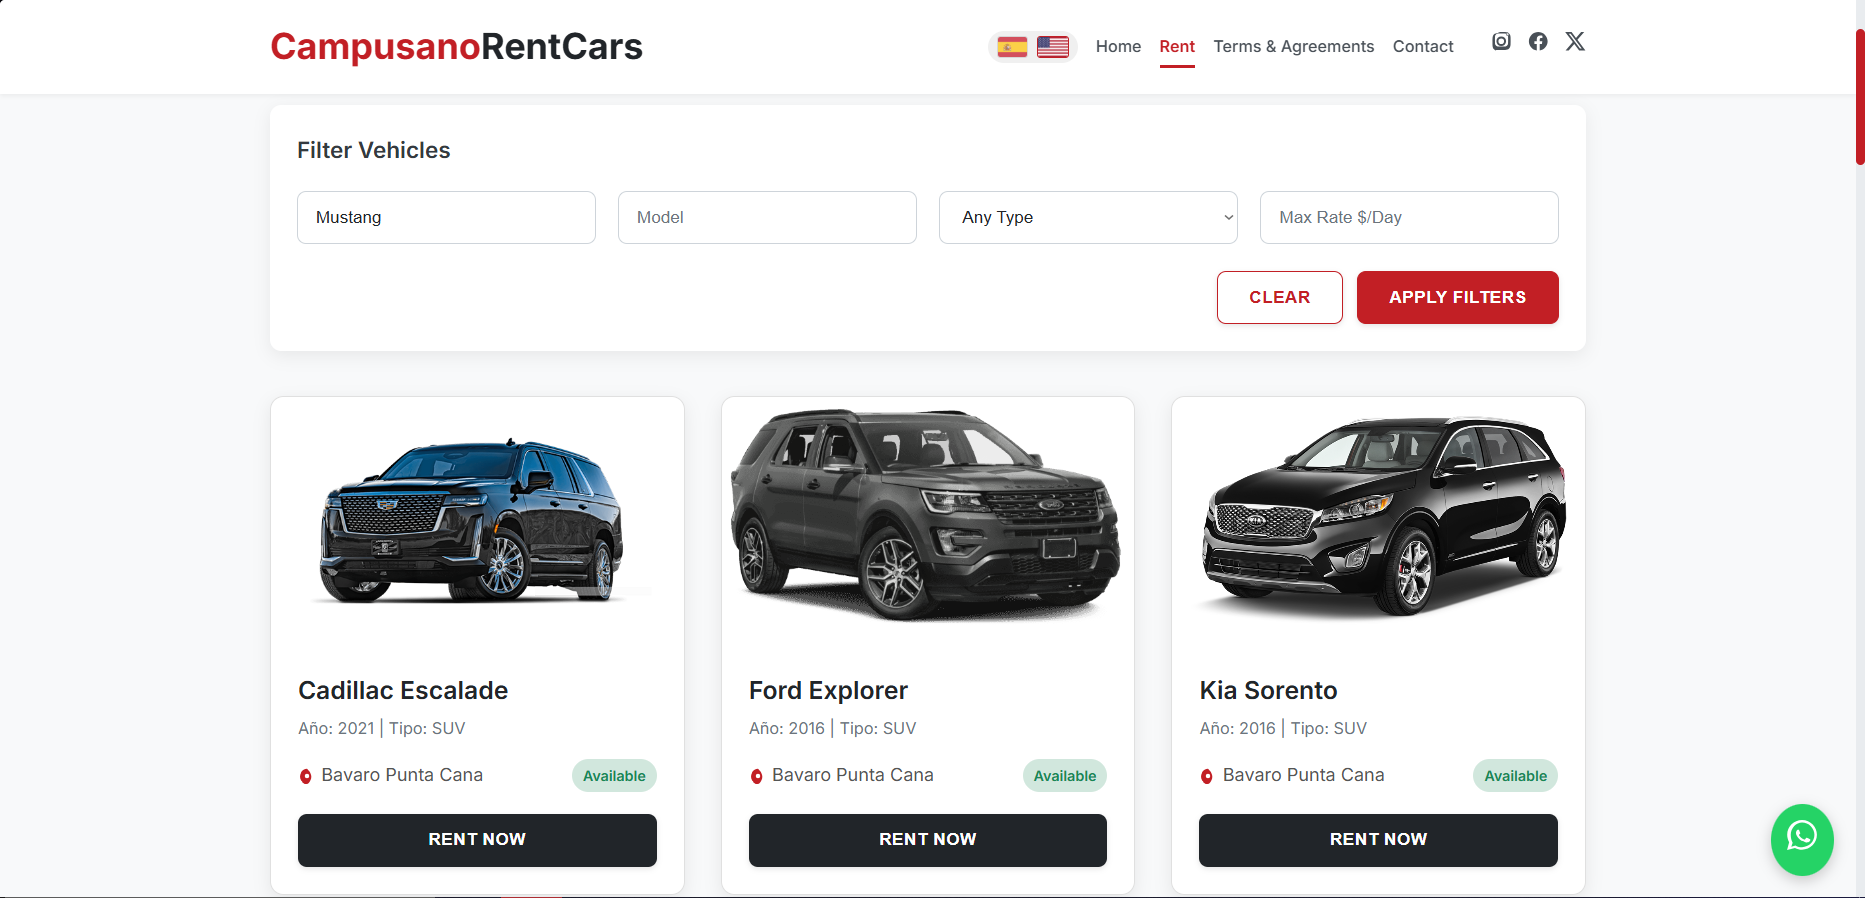 CampusanoRentCars
Home Rent Terms & Agreements Contact
Filter Vehicles
Mustang Model Any Type Max Rate $/Day
CLEAR APPLY FILTERS
Cadillac Escalade
Año: 2021 | Tipo: SUV
Bavaro Punta Cana Available
RENT NOW
Ford Explorer
Año: 2016 | Tipo: SUV
Bavaro Punta Cana Available
RENT NOW
Kia Sorento
Año: 2016 | Tipo: SUV
Bavaro Punta Cana Available
RENT NOW